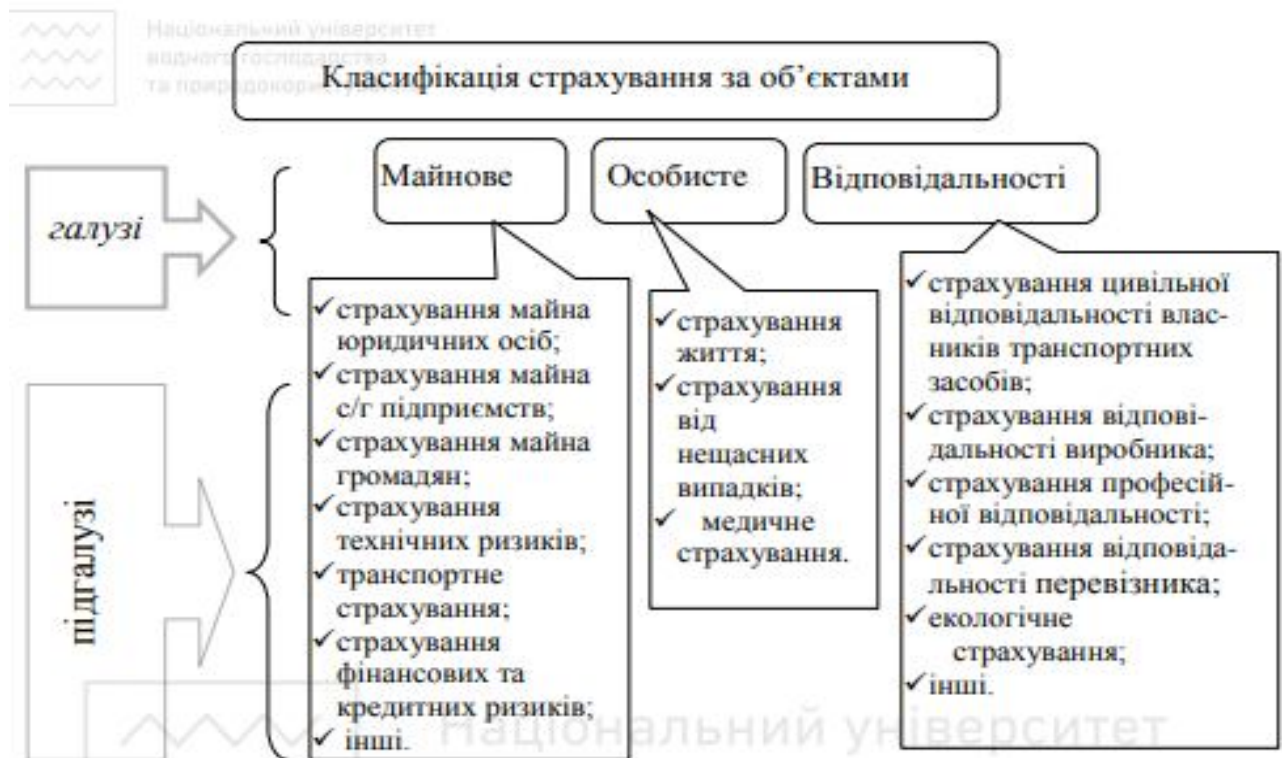 Національний університет
водного господарства
та природокористування
Класифікація страхування за об’єктами
галузі
Майнове
Особисте
Відповідальності
✓страхування майна
юридичних осіб;
✓страхування майна
с/г підприємств;
✓страхування майна
громадян;
✓страхування
технічних ризиків;
✓транспортне
страхування;
✓страхування
фінансових та
кредитних ризиків;
✓ інші.
✓страхування
життя;
✓страхування
від
нещасних
випадків;
✓ медичне
страхування.
✓страхування цивільної
відповідальності влас-
ників транспортних
засобів;
✓страхування відпові-
дальності виробника;
✓страхування професій-
ної відповідальності;
✓страхування відповіда-
льності перевізника;
✓екологічне
страхування;
✓інші.
підгалузі
Національний університет